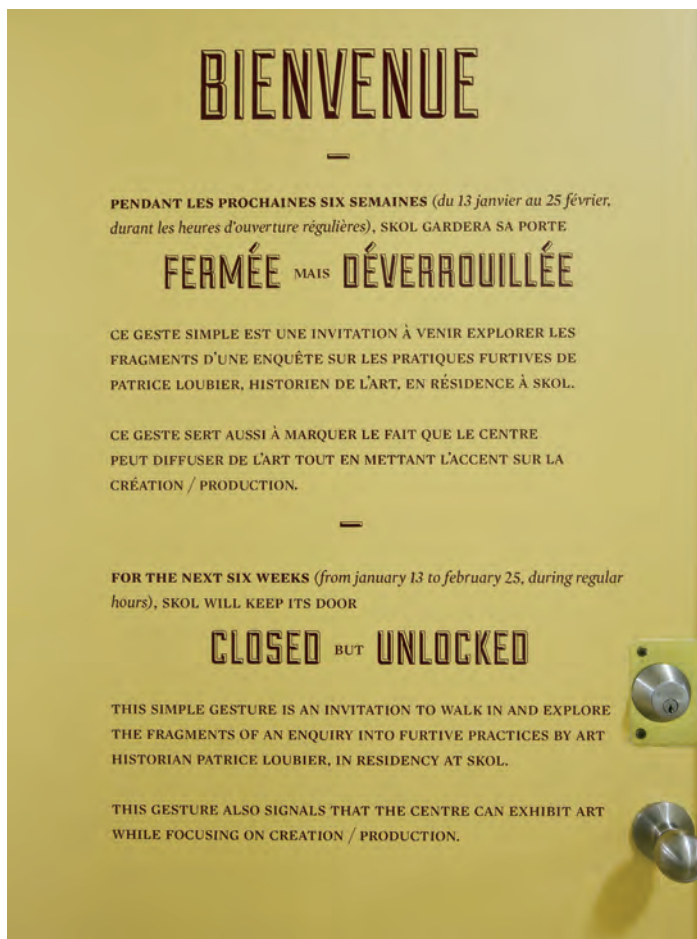 BIENVENUE
PENDANT LES PROCHAINES SIX SEMAINES (du 13 janvier au 25 février,
durant les heures d'ouverture régulières), SKOL GARDERA SA PORTE
FERMÉE MAIS DÉVERROUILLÉE
CE GESTE SIMPLE EST UNE INVITATION À VENIR EXPLORER LES
FRAGMENTS D'UNE ENQUÊTE SUR LES PRATIQUES FURTIVES DE
PATRICE LOUBIER, HISTORIEN DE L'ART, EN RÉSIDENCE À SKOL.
CE GESTE SERT AUSSI À MARQUER LE FAIT QUE LE CENTRE
PEUT DIFFUSER DE L'ART TOUT EN METTANT L'ACCENT SUR LA
CRÉATION / PRODUCTION.
FOR THE NEXT SIX WEEKS (from january 13 to february 25, during regular
hours), SKOL WILL KEEP ITS DOOR
CLOSED BUT UNLOCKED
THIS SIMPLE GESTURE IS AN INVITATION TO WALK IN AND EXPLORE
THE FRAGMENTS OF AN ENQUIRY INTO FURTIVE PRACTICES BY ART
HISTORIAN PATRICE LOUBIER, IN RESIDENCY AT SKOL.
THIS GESTURE ALSO SIGNALS THAT THE CENTRE CAN EXHIBIT ART
WHILE FOCUSING ON CREATION / PRODUCTION.